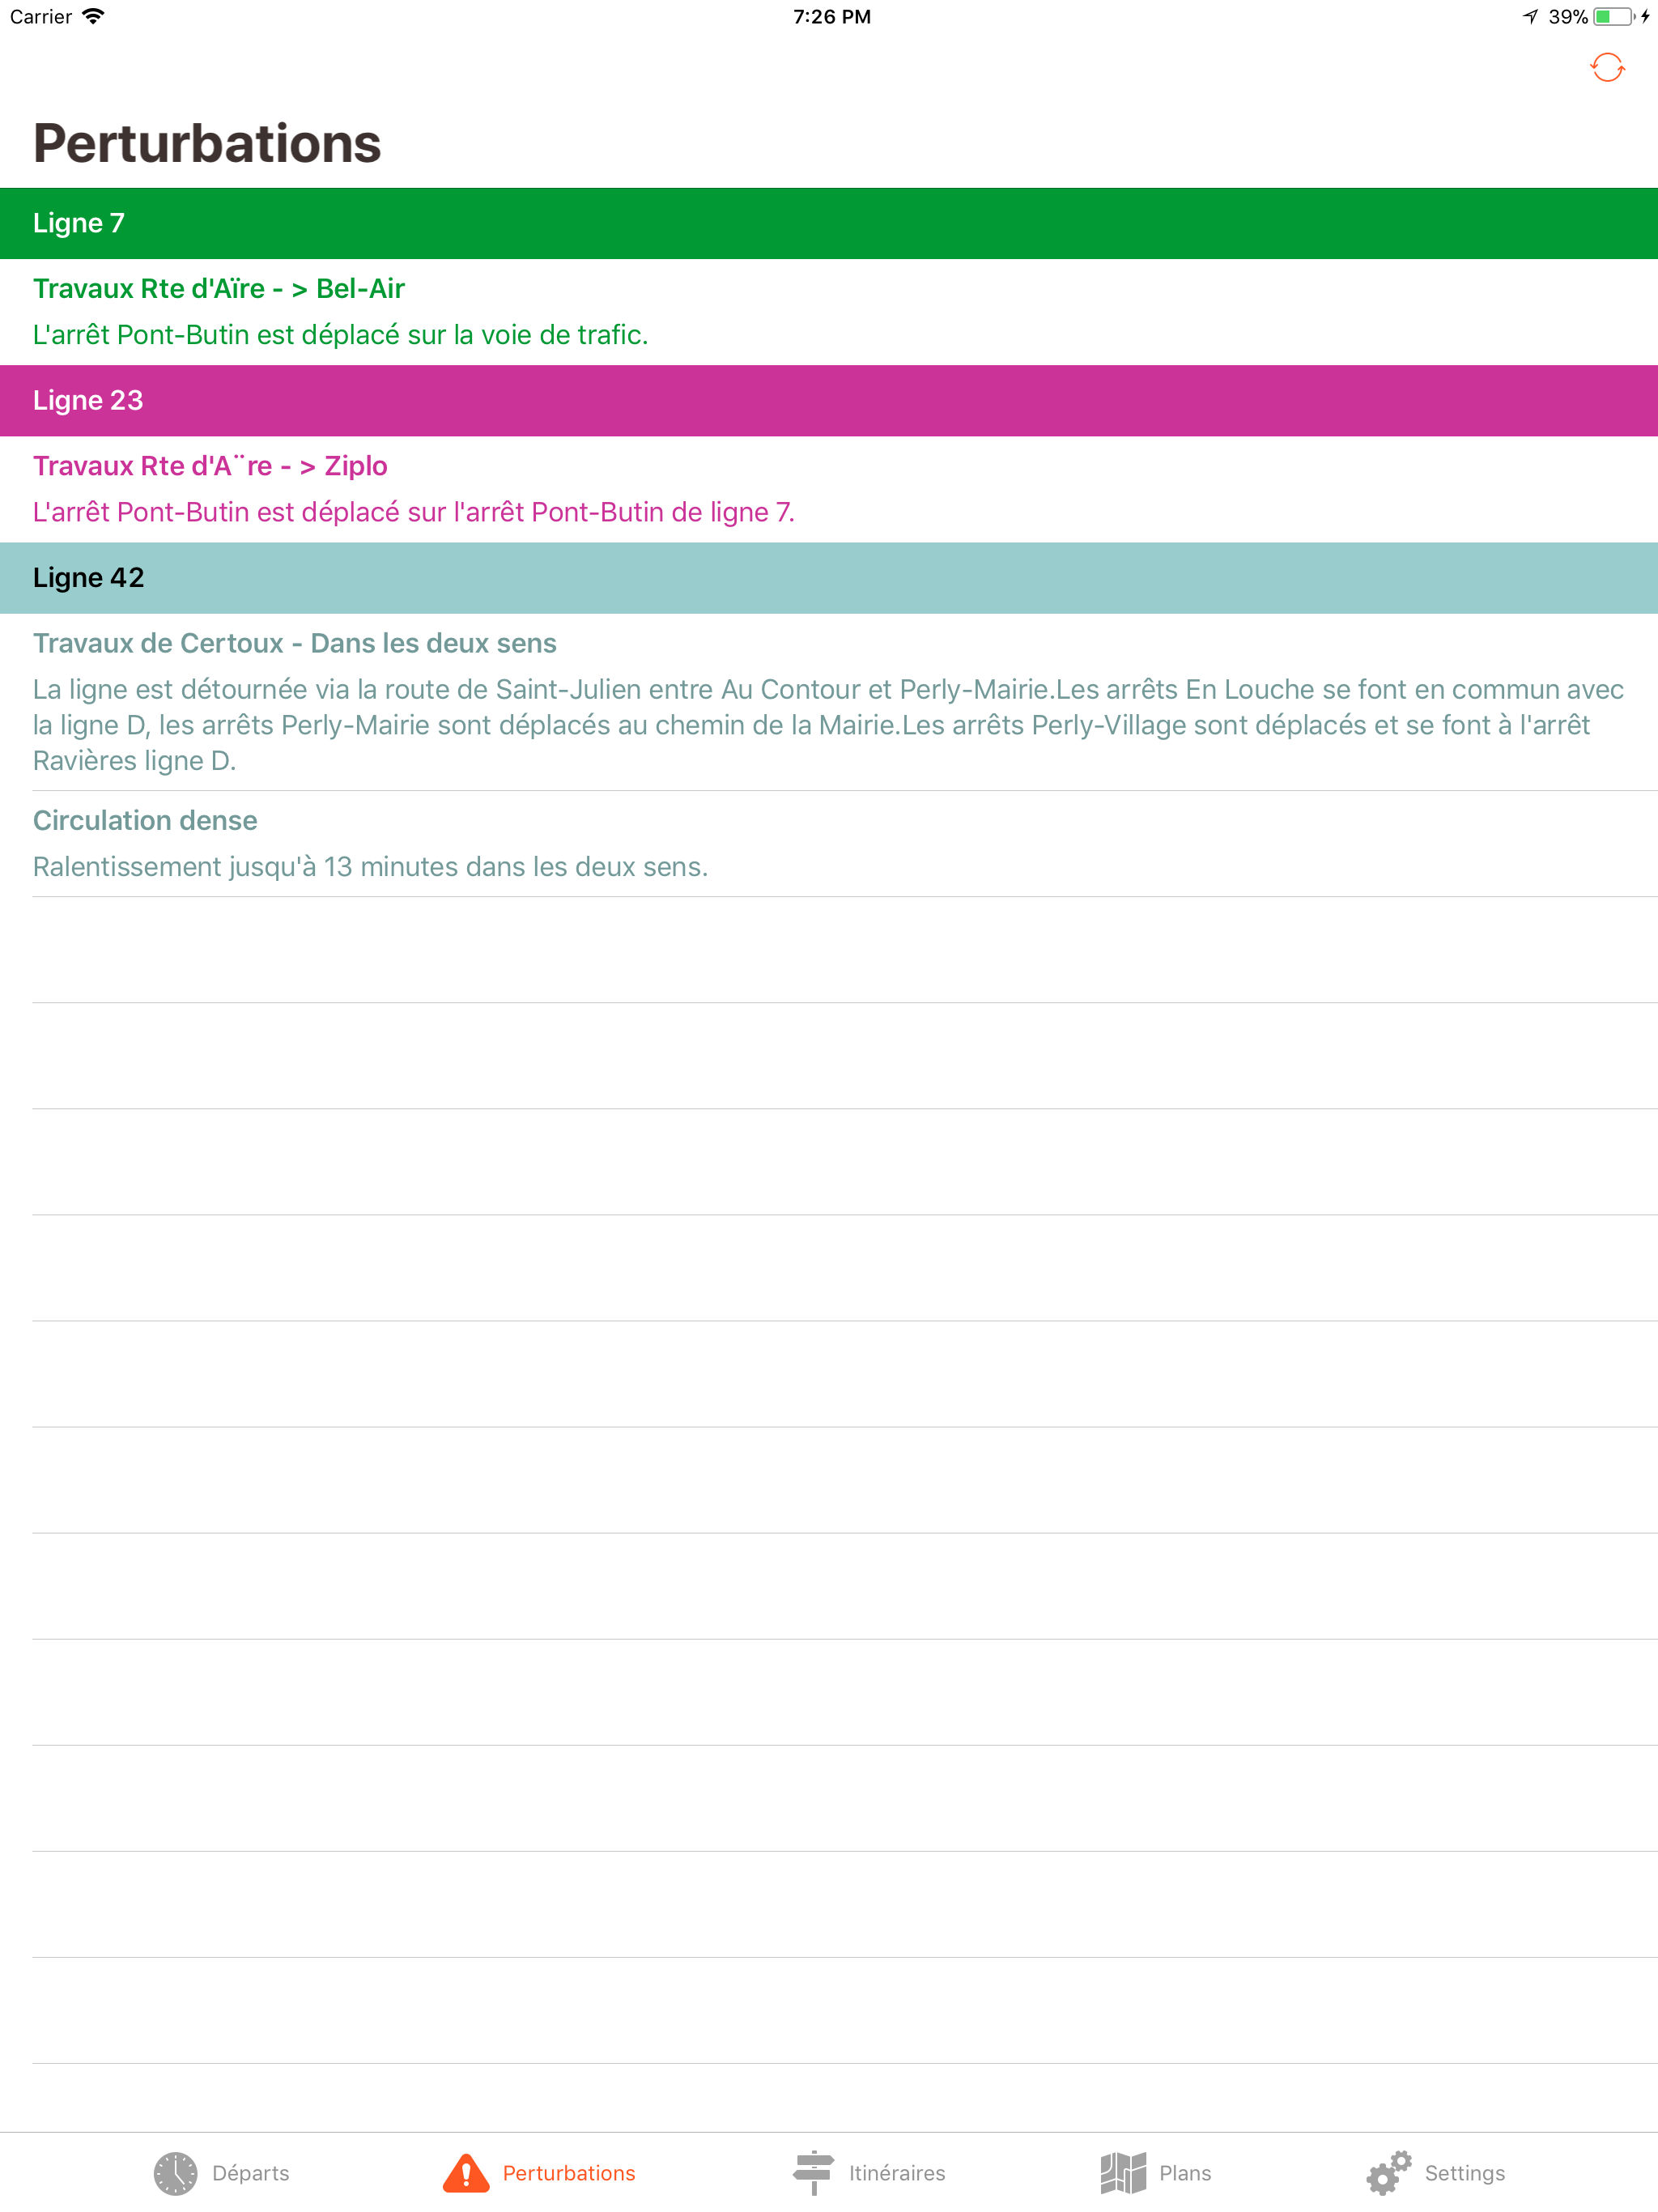 Carrier
7:26 PM
39%
Perturbations
Ligne 7
Travaux Rte d'Aïre - > Bel-Air
L'arrêt Pont-Butin est déplacé sur la voie de trafic.
Ligne 23
Travaux Rte d'A¨re - > Ziplo
L'arrêt Pont-Butin est déplacé sur l'arrêt Pont-Butin de ligne 7.
Ligne 42
Travaux de Certoux - Dans les deux sens
La ligne est détournée via la route de Saint-Julien entre Au Contour et Perly-Mairie.Les arrêts En Louche se font en commun avec
la ligne D, les arrêts Perly-Mairie sont déplacés au chemin de la Mairie.Les arrêts Perly-Village sont déplacés et se font à l'arrêt
Ravières ligne D.
Circulation dense
Ralentissement jusqu'à 13 minutes dans les deux sens.
Départs
Perturbations
Itinéraires
Plans
Settings